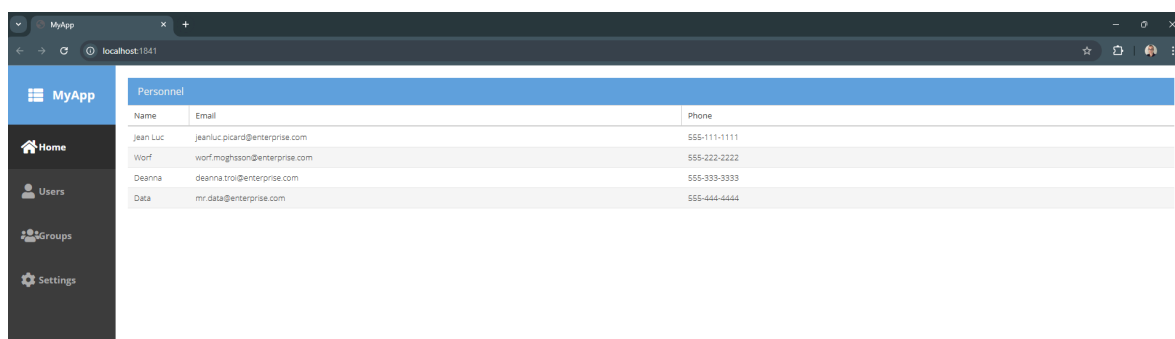 MyApp
localhost:1841
MyApp
Home
Users
Groups
Settings
Personnel
Name Email Phone
Jean Luc jeanluc.picard@enterprise.com 555-111-1111
Worf worf.moghsson@enterprise.com 555-222-2222
Deanna deanna.troi@enterprise.com 555-333-3333
Data mr.data@enterprise.com 555-444-4444